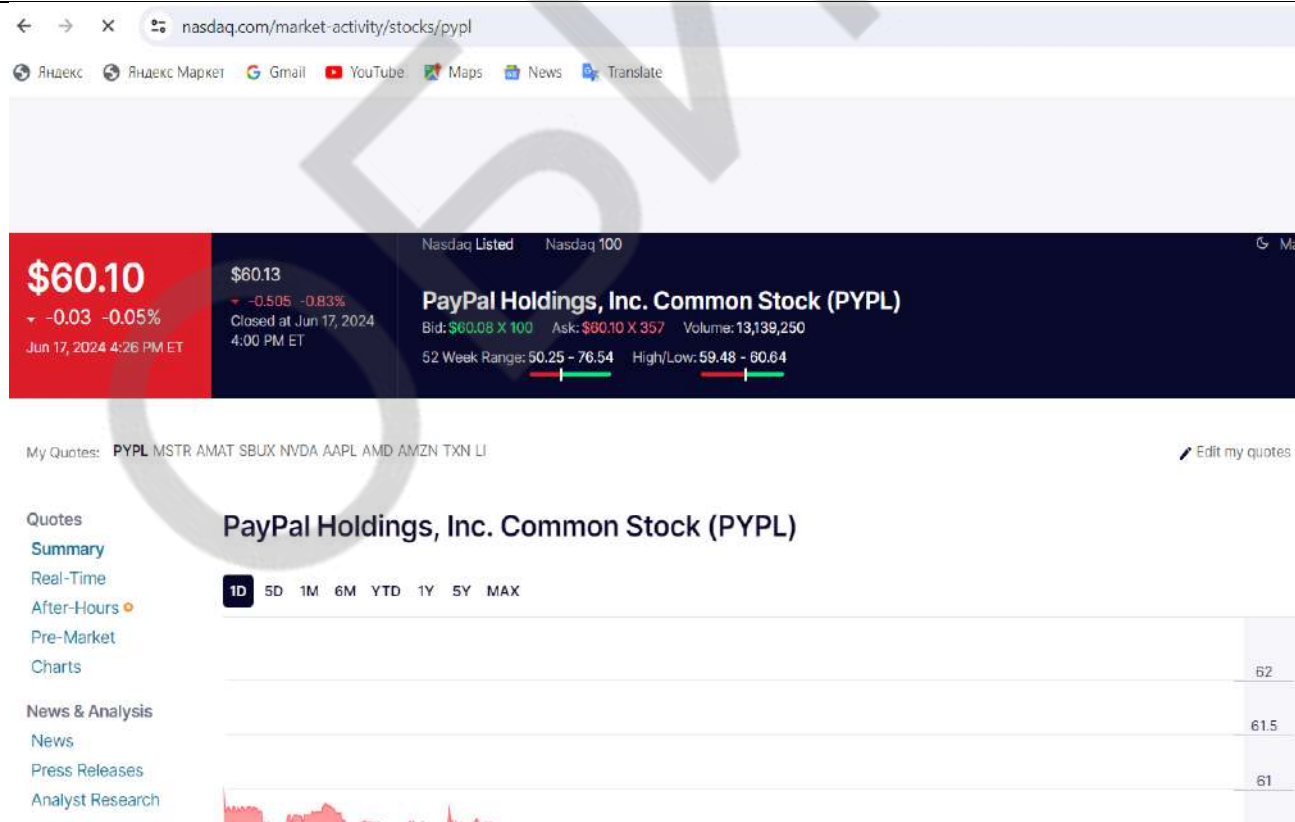 nasdaq.com/market-activity/stocks/pypl
Яндекс Яндекс Маркет Gmail YouTube Maps News Translate
Nasdaq Listed Nasdaq 100
$60.10
-0.03 -0.05%
Jun 17, 2024 4:26 PM ET
$60.13
-0.505 -0.83%
Closed at Jun 17, 2024
4:00 PM ET
PayPal Holdings, Inc. Common Stock (PYPL)
Bid: $60.08 X 100 Ask: $60.10 X 357 Volume: 13,139,250
52 Week Range: 50.25 - 76.54 High/Low: 59.48 - 60.64
My Quotes: PYPL MSTR AMAT SBUX NVDA AAPL AMD AMZN TXN LI
Edit my quotes
Quotes
Summary
Real-Time
After-Hours
Pre-Market
Charts
News & Analysis
News
Press Releases
Analyst Research
PayPal Holdings, Inc. Common Stock (PYPL)
1D 5D 1M 6M YTD 1Y 5Y MAX
62
61.5
61